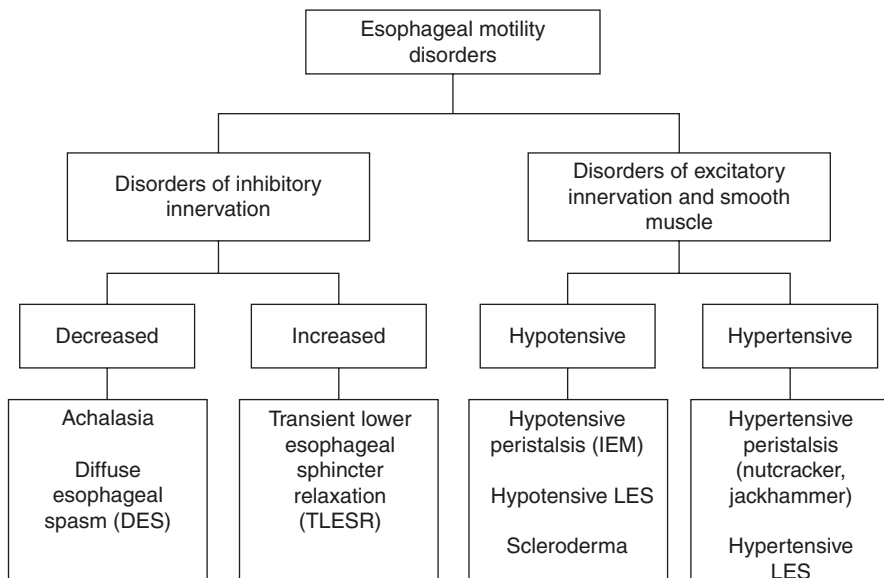 Esophageal motility
disorders
Disorders of inhibitory
innervation
Disorders of excitatory
innervation and smooth
muscle
Decreased
Increased
Hypotensive
Hypertensive
Achalasia
Diffuse
esophageal
spasm (DES)
Transient lower
esophageal
sphincter
relaxation
(TLESR)
Hypotensive
peristalsis (IEM)
Hypotensive LES
Scleroderma
Hypertensive
peristalsis
(nutcracker,
jackhammer)
Hypertensive
LES